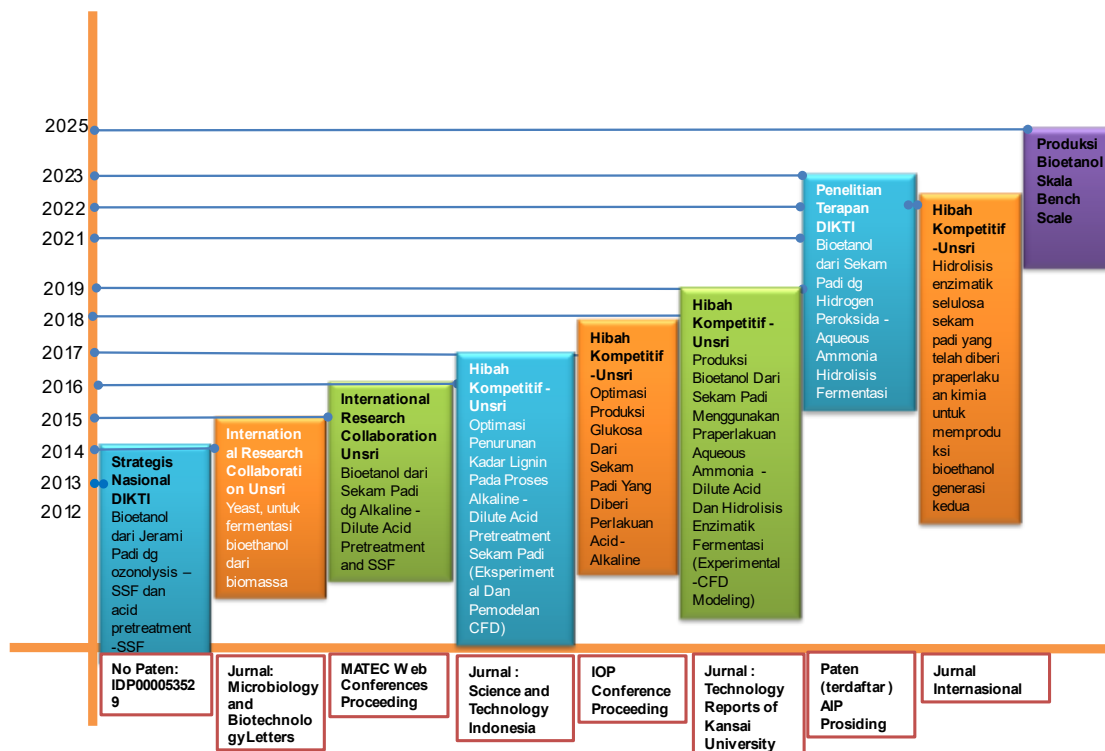 2025
2023
2022
2021
2019
2018
2017
2016
2015
2014
2013
2012
Strategis
Nasional
DIKTI
Bioetanol
dari Jerami
Padi dg
ozonolysis –
SSF dan
acid
pretreatment
-SSF
Internation
al Research
Collaborati
on Unsri
Yeast, untuk
fermentasi
bioethanol
dari
biomassa
International
Research
Collaboration
Unsri
Bioetanol dari
Sekam Padi
dg Alkaline -
Dilute Acid
Pretreatment
and SSF
Hibah
Kompetitif -
Unsri
Optimasi
Penurunan
Kadar Lignin
Pada Proses
Alkaline -
Dilute Acid
Pretreatment
Sekam Padi
(Eksperiment
al Dan
Pemodelan
CFD)
Hibah
Kompetitif
-Unsri
Optimasi
Produksi
Glukosa
Dari
Sekam
Padi Yang
Diberi
Perlakuan
Acid-
Alkaline
Hibah
Kompetitif -
Unsri
Produksi
Bioetanol Dari
Sekam Padi
Menggunakan
Praperlakuan
Aqueous
Ammonia -
Dilute Acid
Dan Hidrolisis
Enzimatik
Fermentasi
(Experimental
-CFD
Modeling)
Penelitian
Terapan
DIKTI
Bioetanol
dari Sekam
Padi dg
Hidrogen
Peroksida -
Aqueous
Ammonia
Hidrolisis
Fermentasi
Hibah
Kompetitif
-Unsri
Hidrolisis
enzimatik
selulosa
sekam
padi yang
telah diberi
praperlaku
an kimia
untuk
memprodu
ksi
bioethanol
generasi
kedua
Produksi
Bioetanol
Skala
Bench
Scale
No Paten:
IDP00005352
9
Jurnal:
Microbiology
and
Biotechnolo
gyLetters
MATEC Web
Conferences
Proceeding
Jurnal :
Science and
Technology
Indonesia
IOP
Conference
Proceeding
Jurnal :
Technology
Reports of
Kansai
University
Paten
(terdaftar)
AIP
Prosiding
Jurnal
Internasional